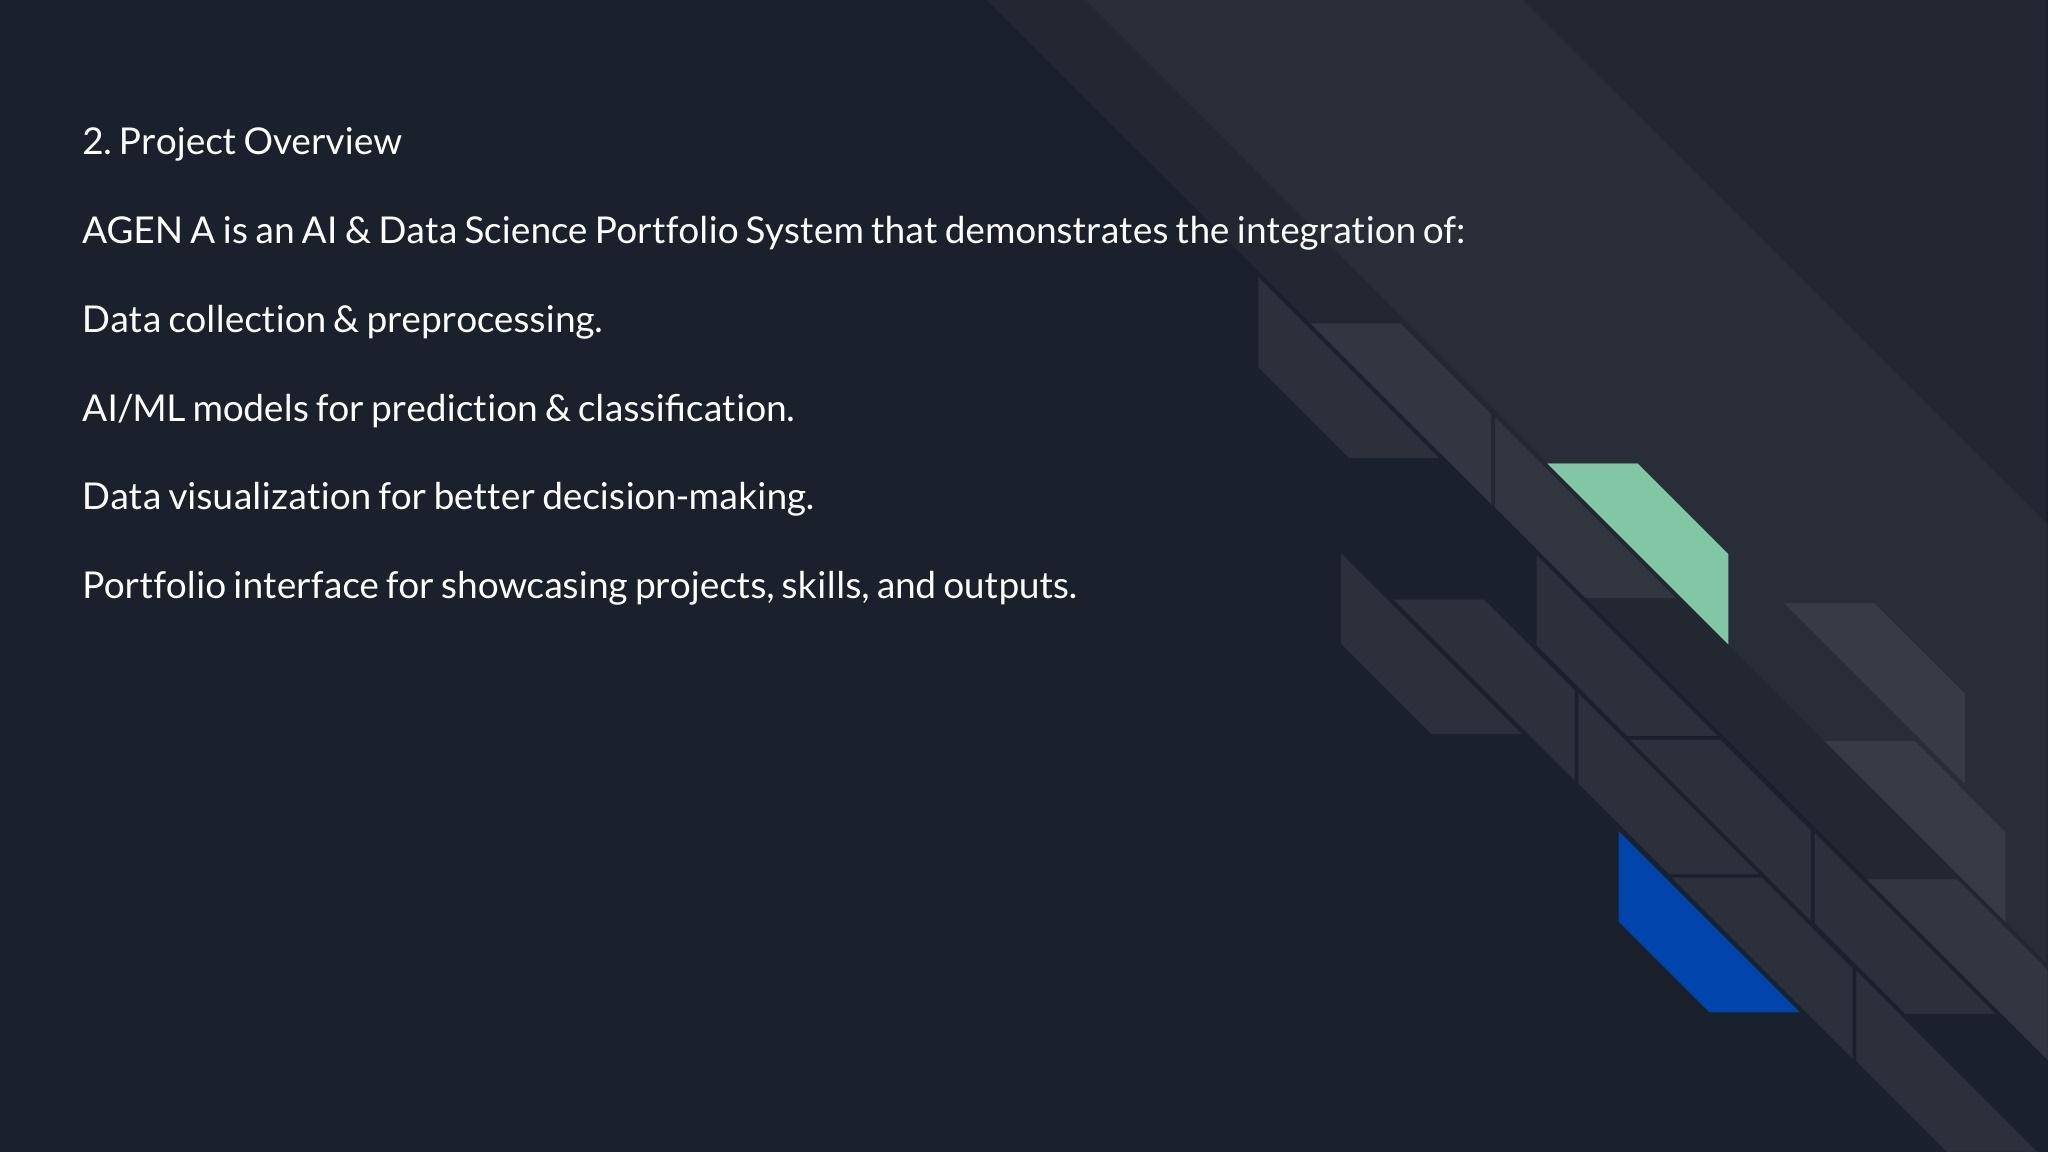 2. Project Overview
AGEN A is an AI & Data Science Portfolio System that demonstrates the integration of:
Data collection & preprocessing.
AI/ML models for prediction & classification.
Data visualization for better decision-making.
Portfolio interface for showcasing projects, skills, and outputs.